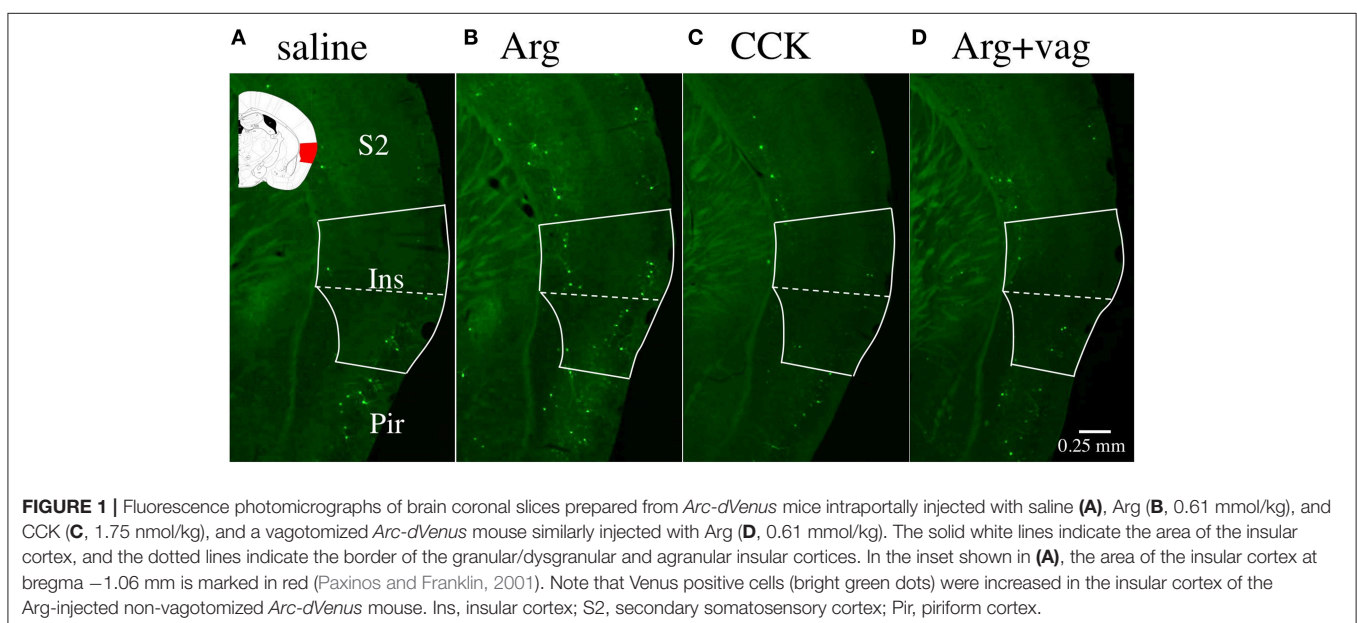 A saline B Arg C CCK D Arg+vag
S2
Ins
Pir
0.25 mm
FIGURE 1 | Fluorescence photomicrographs of brain coronal slices prepared from Arc-dVenus mice intraportally injected with saline (A), Arg (B, 0.61 mmol/kg), and
CCK (C, 1.75 nmol/kg), and a vagotomized Arc-dVenus mouse similarly injected with Arg (D, 0.61 mmol/kg). The solid white lines indicate the area of the insular
cortex, and the dotted lines indicate the border of the granular/dysgranular and agranular insular cortices. In the inset shown in (A), the area of the insular cortex at
bregma −1.06 mm is marked in red (Paxinos and Franklin, 2001). Note that Venus positive cells (bright green dots) were increased in the insular cortex of the
Arg-injected non-vagotomized Arc-dVenus mouse. Ins, insular cortex; S2, secondary somatosensory cortex; Pir, piriform cortex.